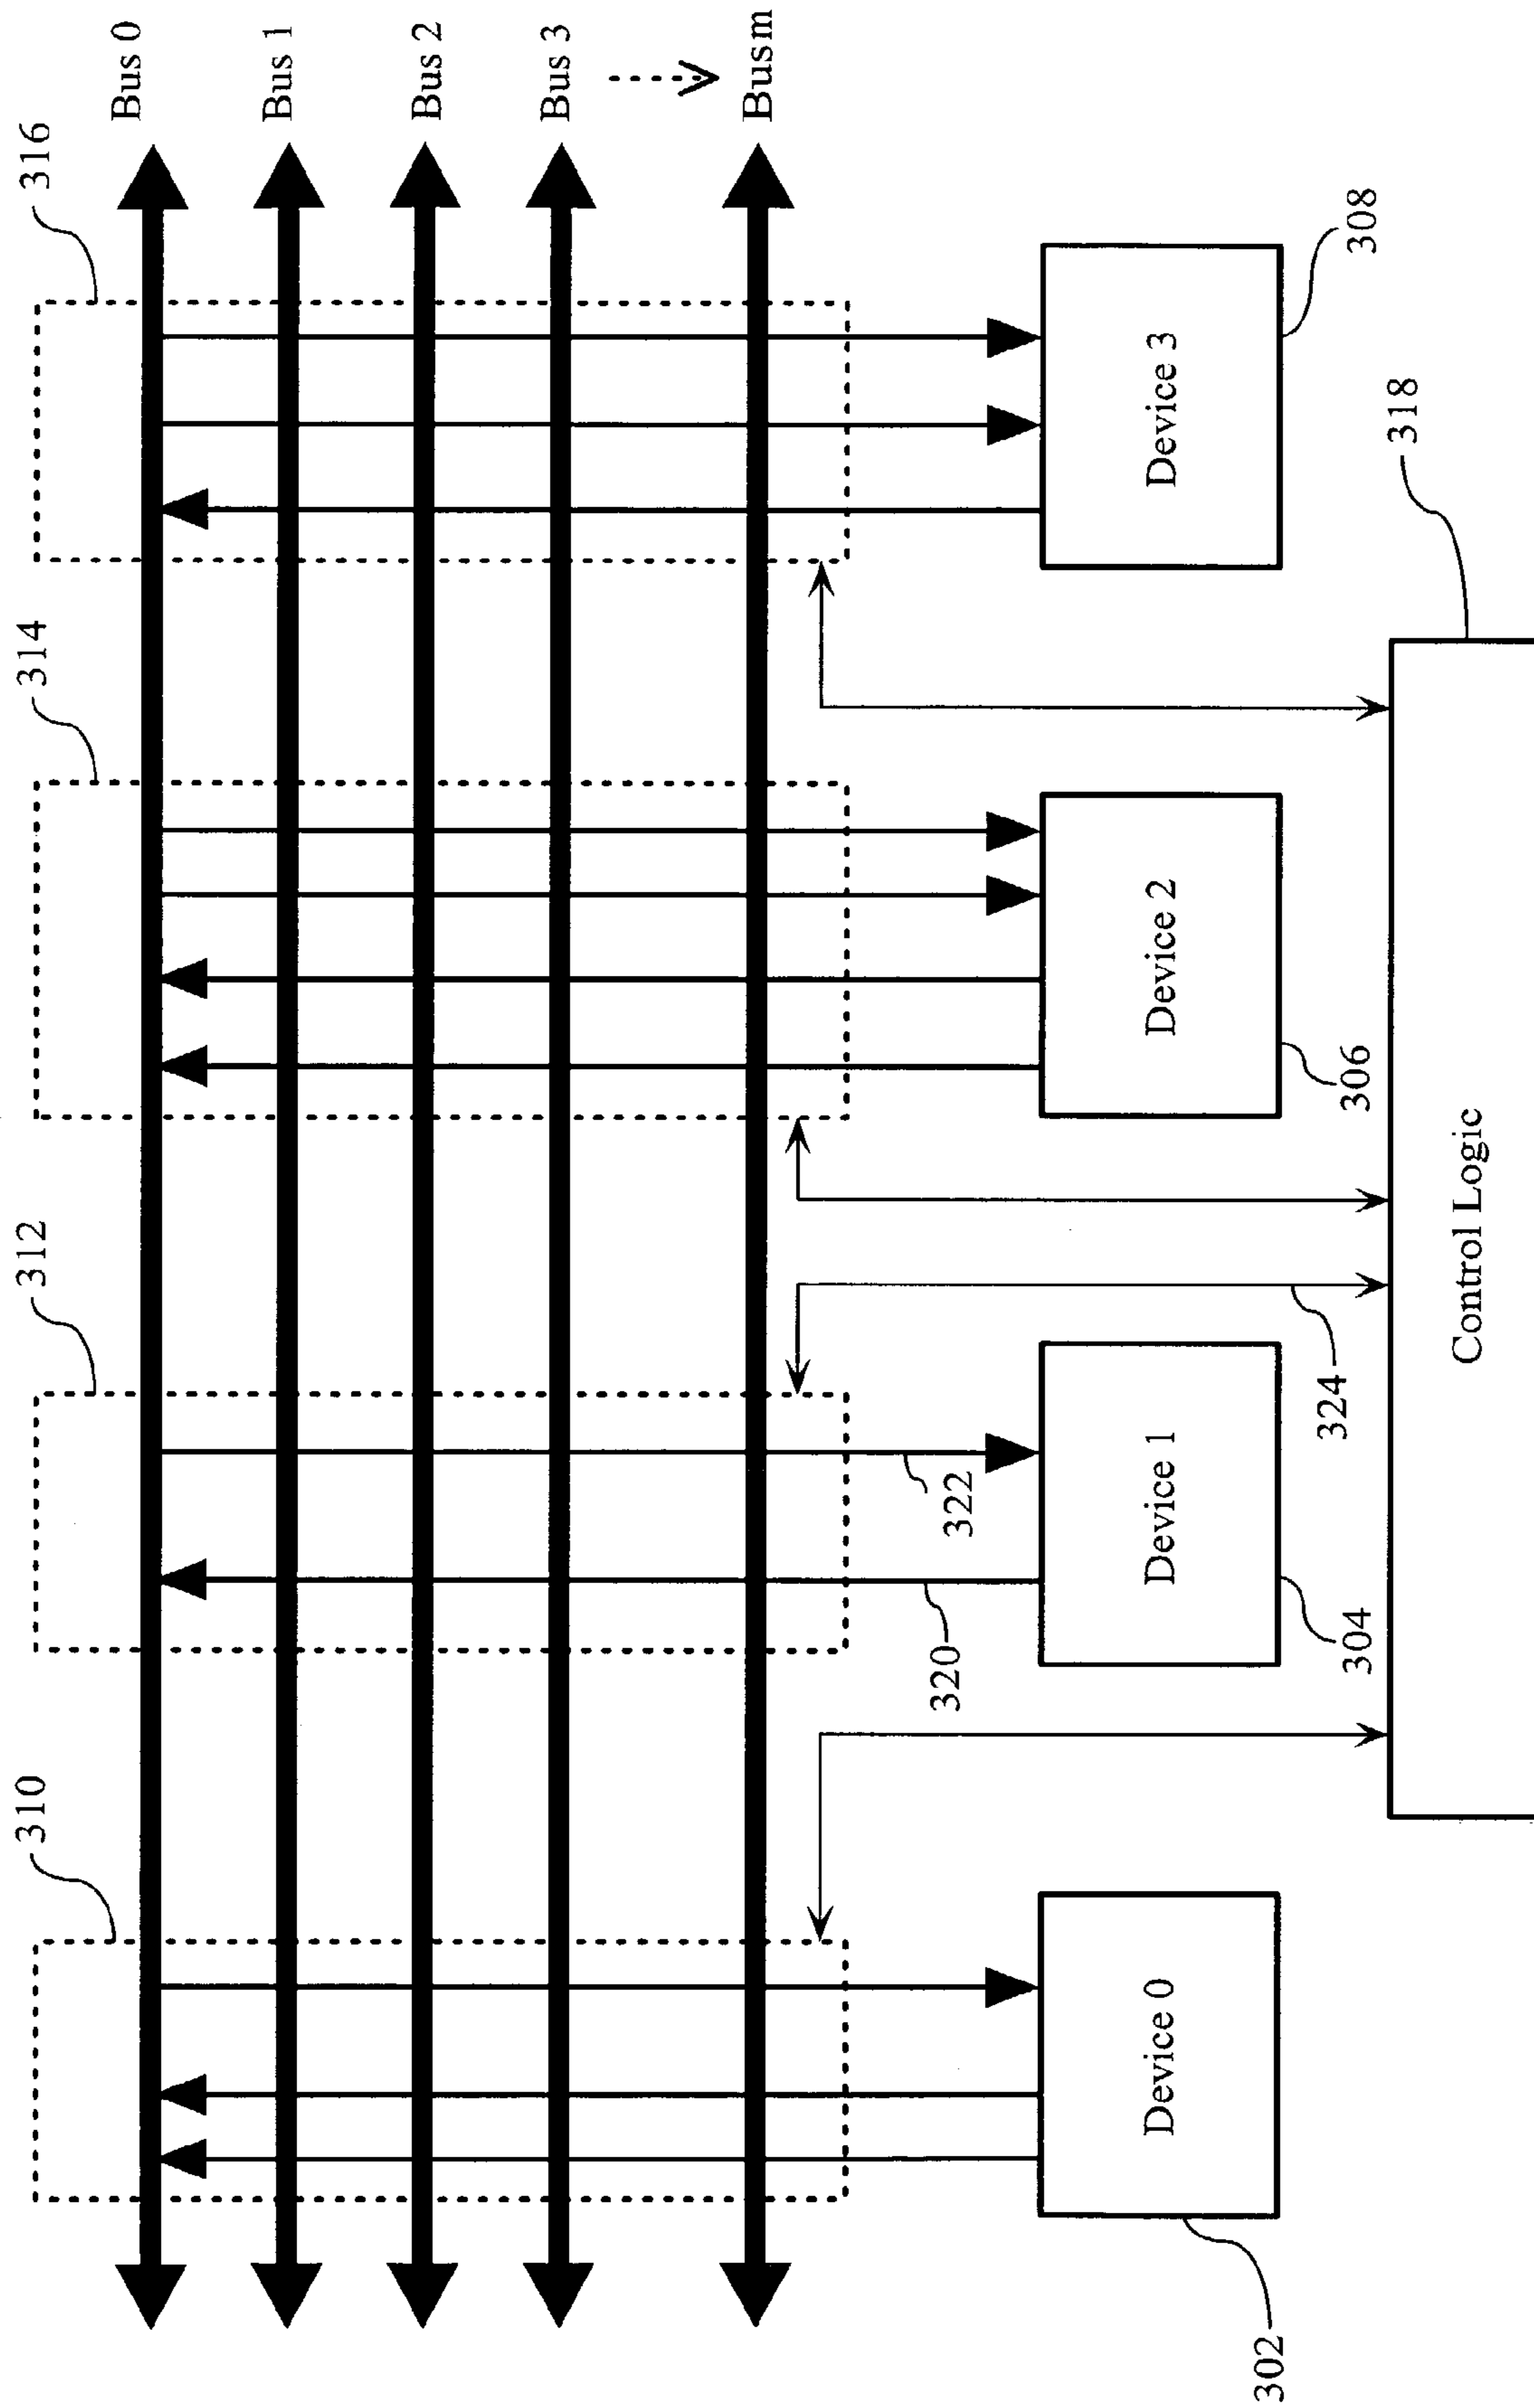 Bus 0
Bus 1
Bus 2
Bus 3
Bus m
310
312
314
316
320
322
Device 0
Device 1
Device 2
Device 3
302
304
306
308
324
318
Control Logic